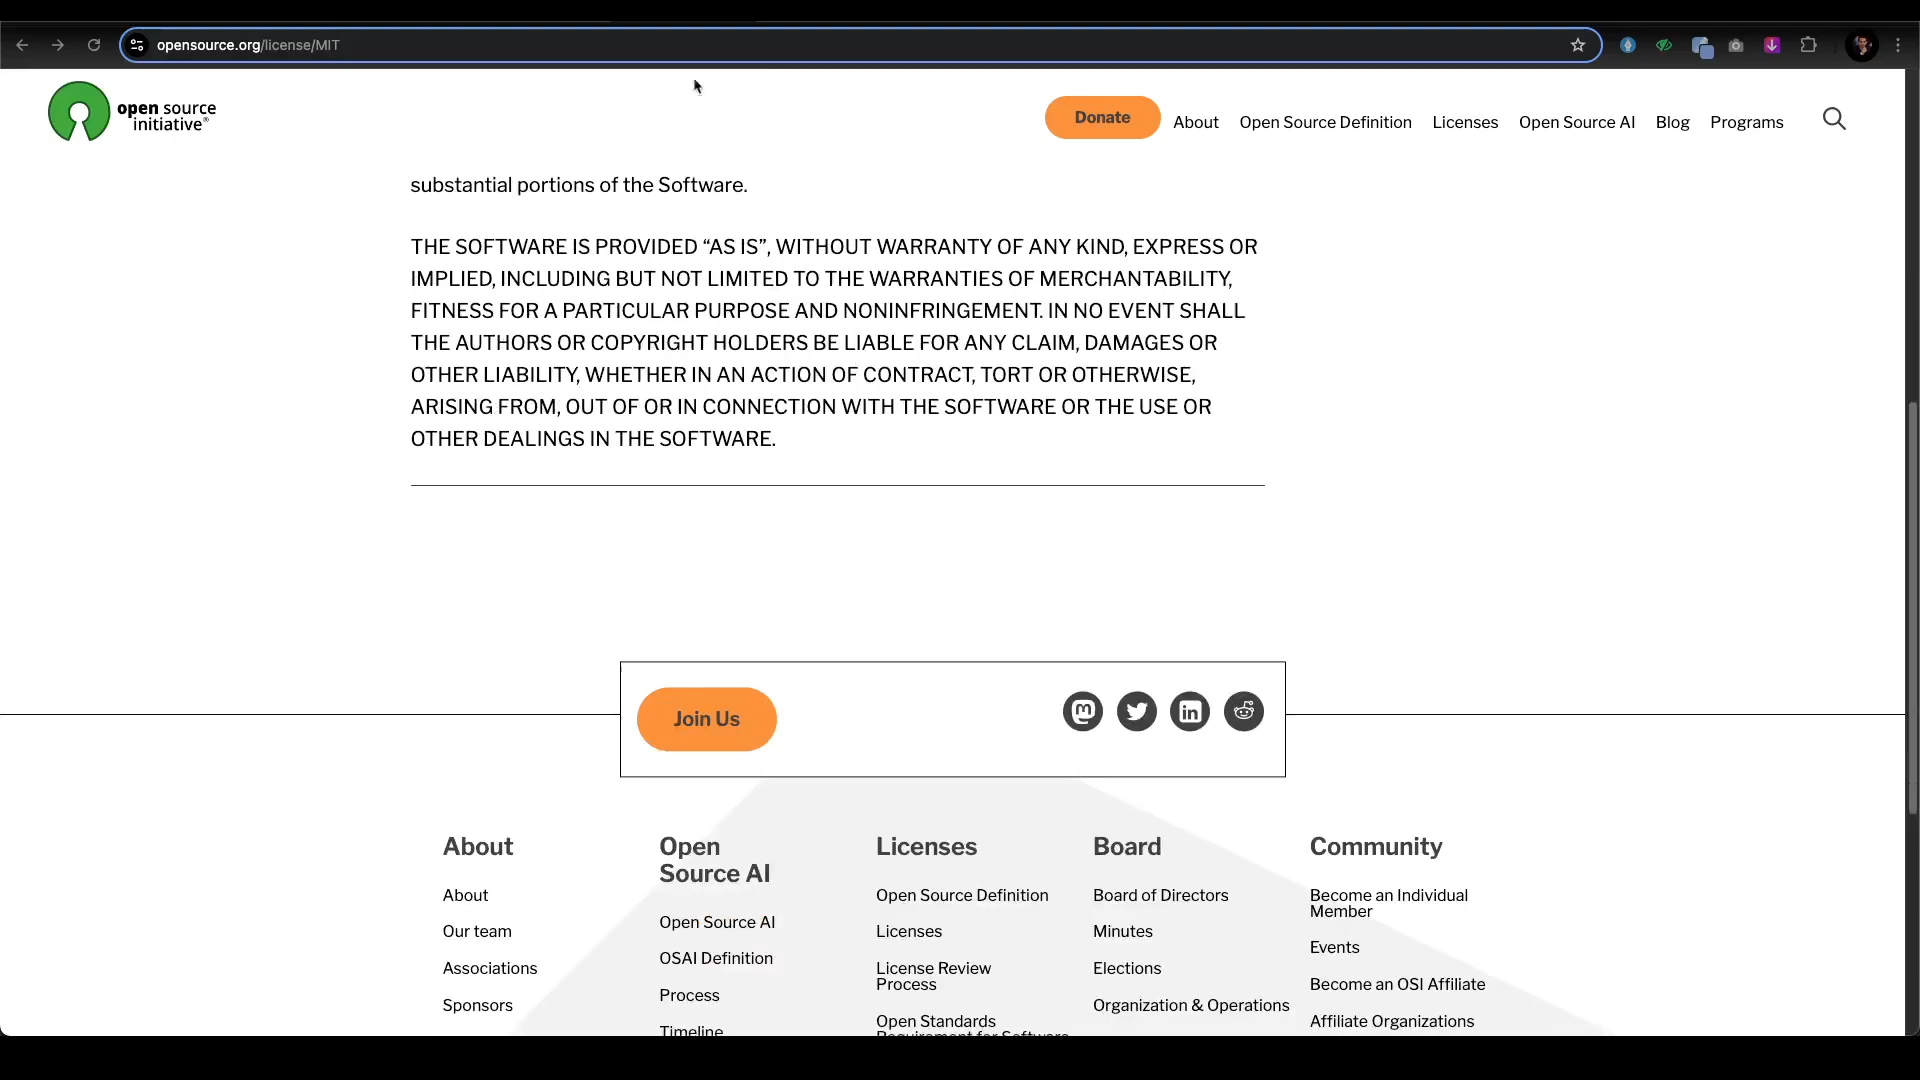 opensource.org/license/MIT
open source
initiative®
Donate
About
Open Source Definition
Licenses
Open Source AI
Blog
Programs
substantial portions of the Software.
THE SOFTWARE IS PROVIDED “AS IS”, WITHOUT WARRANTY OF ANY KIND, EXPRESS OR
IMPLIED, INCLUDING BUT NOT LIMITED TO THE WARRANTIES OF MERCHANTABILITY,
FITNESS FOR A PARTICULAR PURPOSE AND NONINFRINGEMENT. IN NO EVENT SHALL
THE AUTHORS OR COPYRIGHT HOLDERS BE LIABLE FOR ANY CLAIM, DAMAGES OR
OTHER LIABILITY, WHETHER IN AN ACTION OF CONTRACT, TORT OR OTHERWISE,
ARISING FROM, OUT OF OR IN CONNECTION WITH THE SOFTWARE OR THE USE OR
OTHER DEALINGS IN THE SOFTWARE.
Join Us
About
About
Our team
Associations
Sponsors
Open
Source AI
Open Source AI
OSAI Definition
Process
Timeline
Licenses
Open Source Definition
Licenses
License Review
Process
Open Standards
Requirement for Software
Board
Board of Directors
Minutes
Elections
Organization & Operations
Community
Become an Individual
Member
Events
Become an OSI Affiliate
Affiliate Organizations